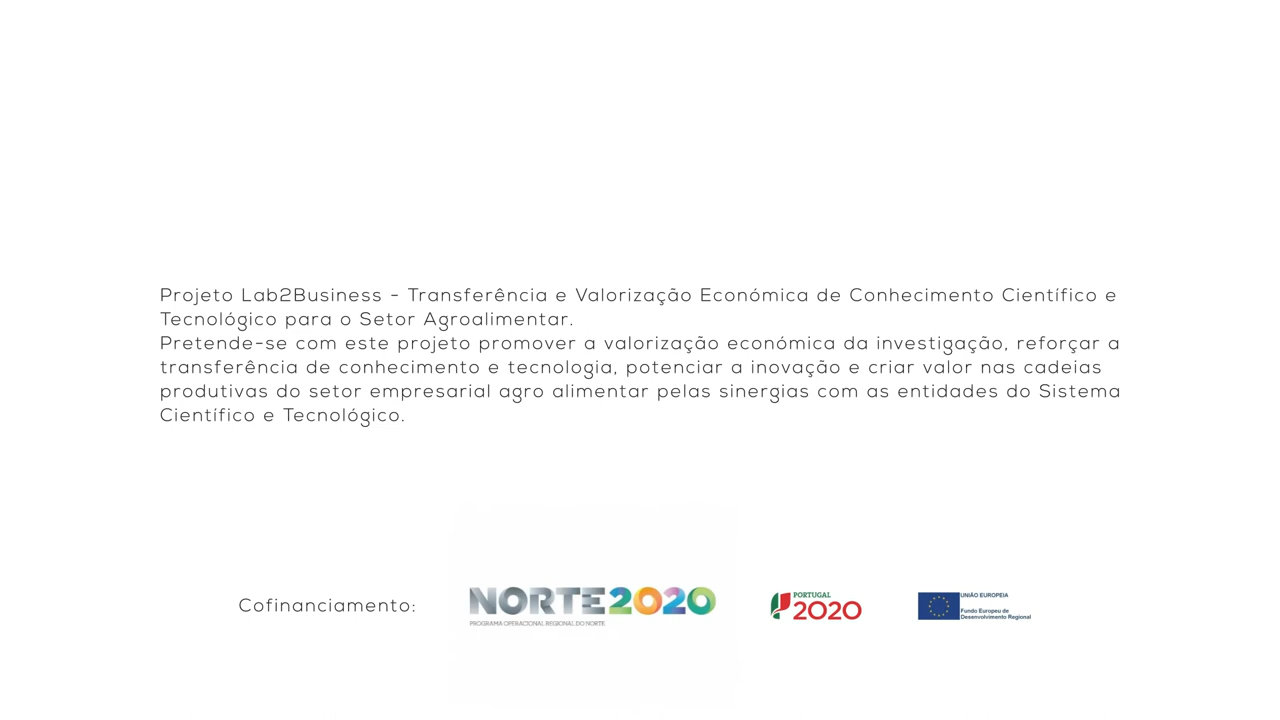 Projeto Lab2Business - Transferência e Valorização Económica de Conhecimento Científico e
Tecnológico para o Setor Agroalimentar.
Pretende-se com este projeto promover a valorização económica da investigação, reforçar a
transferência de conhecimento e tecnologia, potenciar a inovação e criar valor nas cadeias
produtivas do setor empresarial agro alimentar pelas sinergias com as entidades do Sistema
Científico e Tecnológico.
Cofinanciamento:
NORTE2020
PROGRAMA OPERACIONAL REGIONAL DO NORTE
PORTUGAL
2020
UNIÃO EUROPEIA
Fundo Europeu de
Desenvolvimento Regional